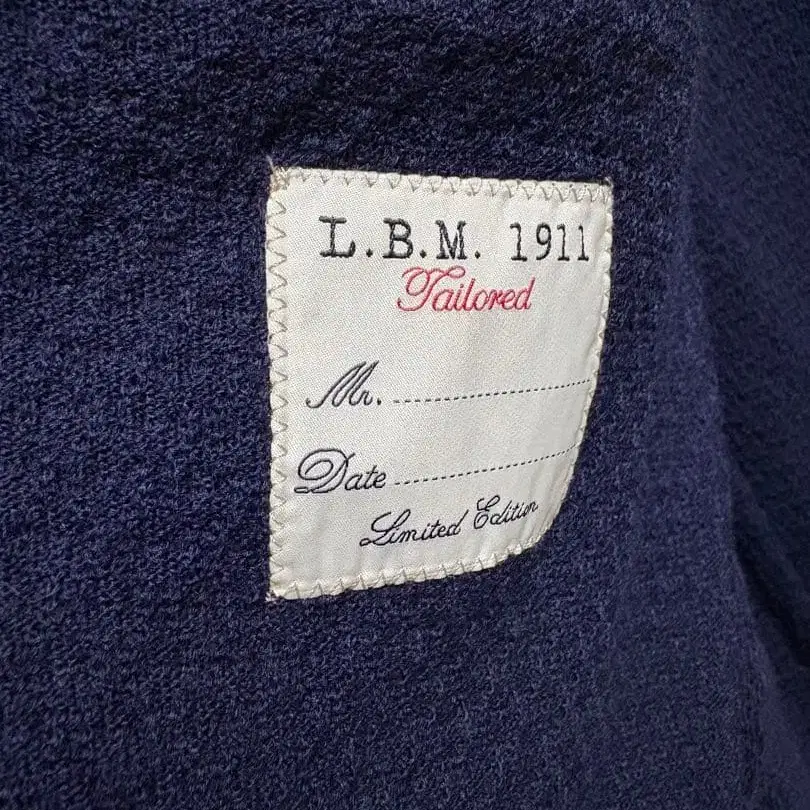 L.B.M. 1911
Tailored
Mr. ........................
Date ........................
Limited Edition